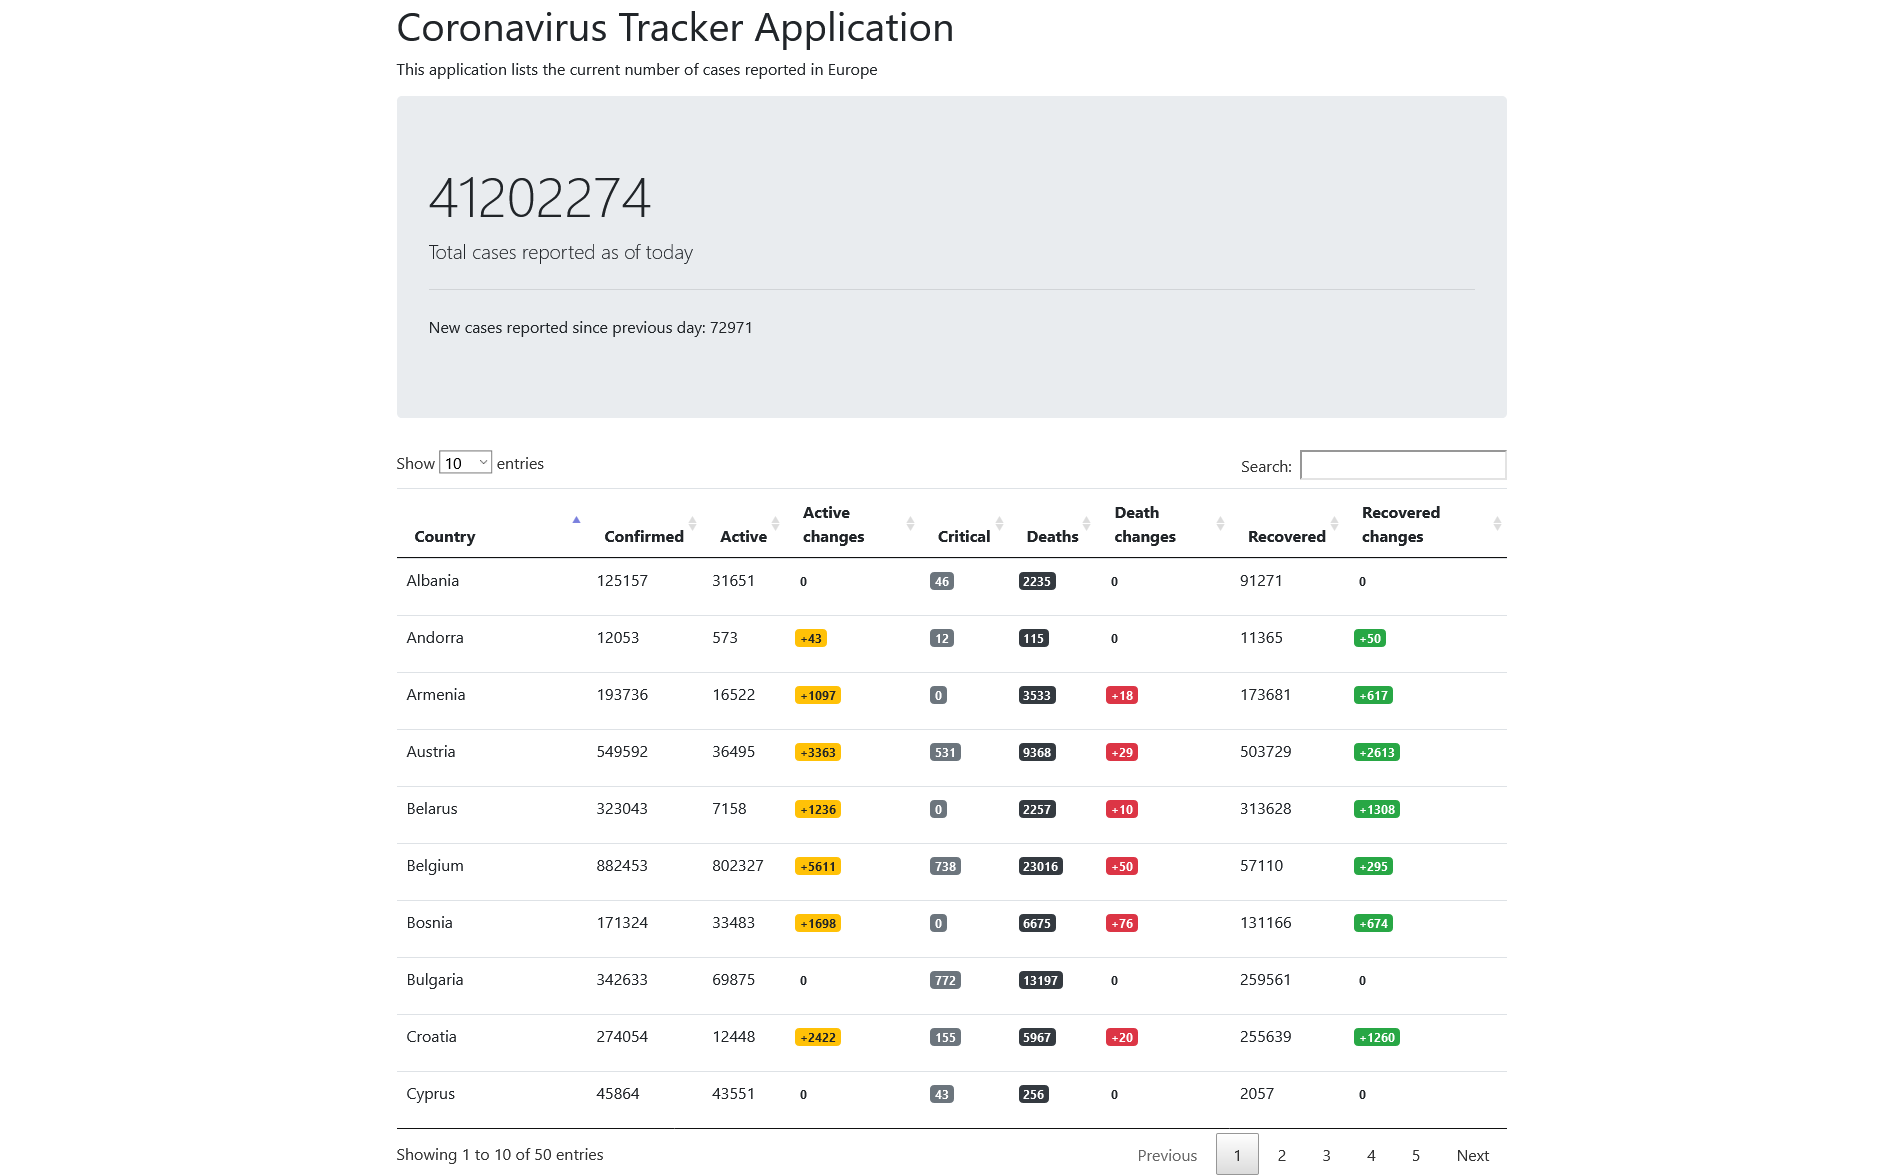 Coronavirus Tracker Application
This application lists the current number of cases reported in Europe
41202274
Total cases reported as of today
New cases reported since previous day: 72971
Show 10 entries Search:
Country Confirmed Active Active changes Critical Deaths Death changes Recovered Recovered changes
Albania 125157 31651 0 46 2235 0 91271 0
Andorra 12053 573 +43 12 115 0 11365 +50
Armenia 193736 16522 +1097 0 3533 +18 173681 +617
Austria 549592 36495 +3363 531 9368 +29 503729 +2613
Belarus 323043 7158 +1236 0 2257 +10 313628 +1308
Belgium 882453 802327 +5611 738 23016 +50 57110 +295
Bosnia 171324 33483 +1698 0 6675 +76 131166 +674
Bulgaria 342633 69875 0 772 13197 0 259561 0
Croatia 274054 12448 +2422 155 5967 +20 255639 +1260
Cyprus 45864 43551 0 43 256 0 2057 0
Showing 1 to 10 of 50 entries Previous 1 2 3 4 5 Next